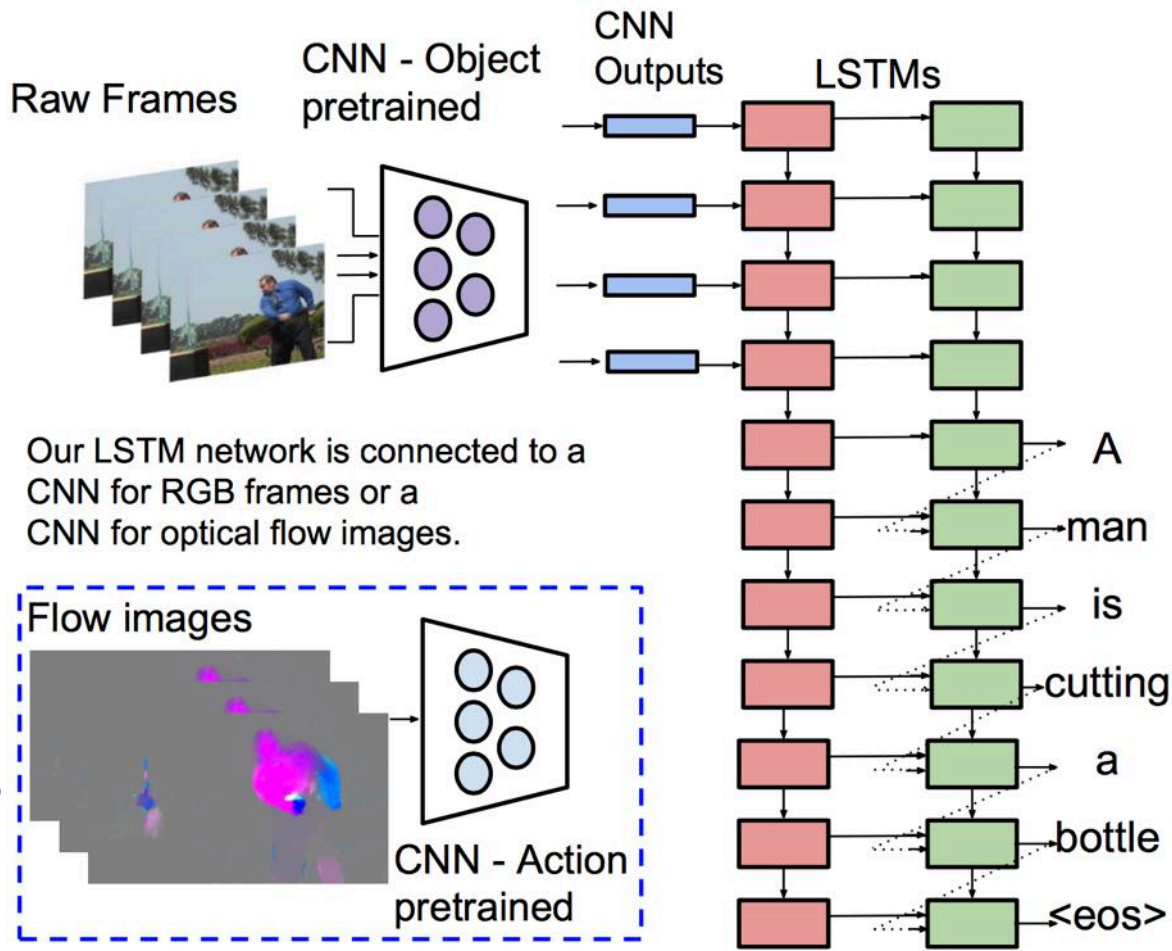 Raw Frames
CNN - Object
pretrained
CNN
Outputs
LSTMs
Our LSTM network is connected to a
CNN for RGB frames or a
CNN for optical flow images.
Flow images
CNN - Action
pretrained
A
man
is
cutting
a
bottle
<eos>